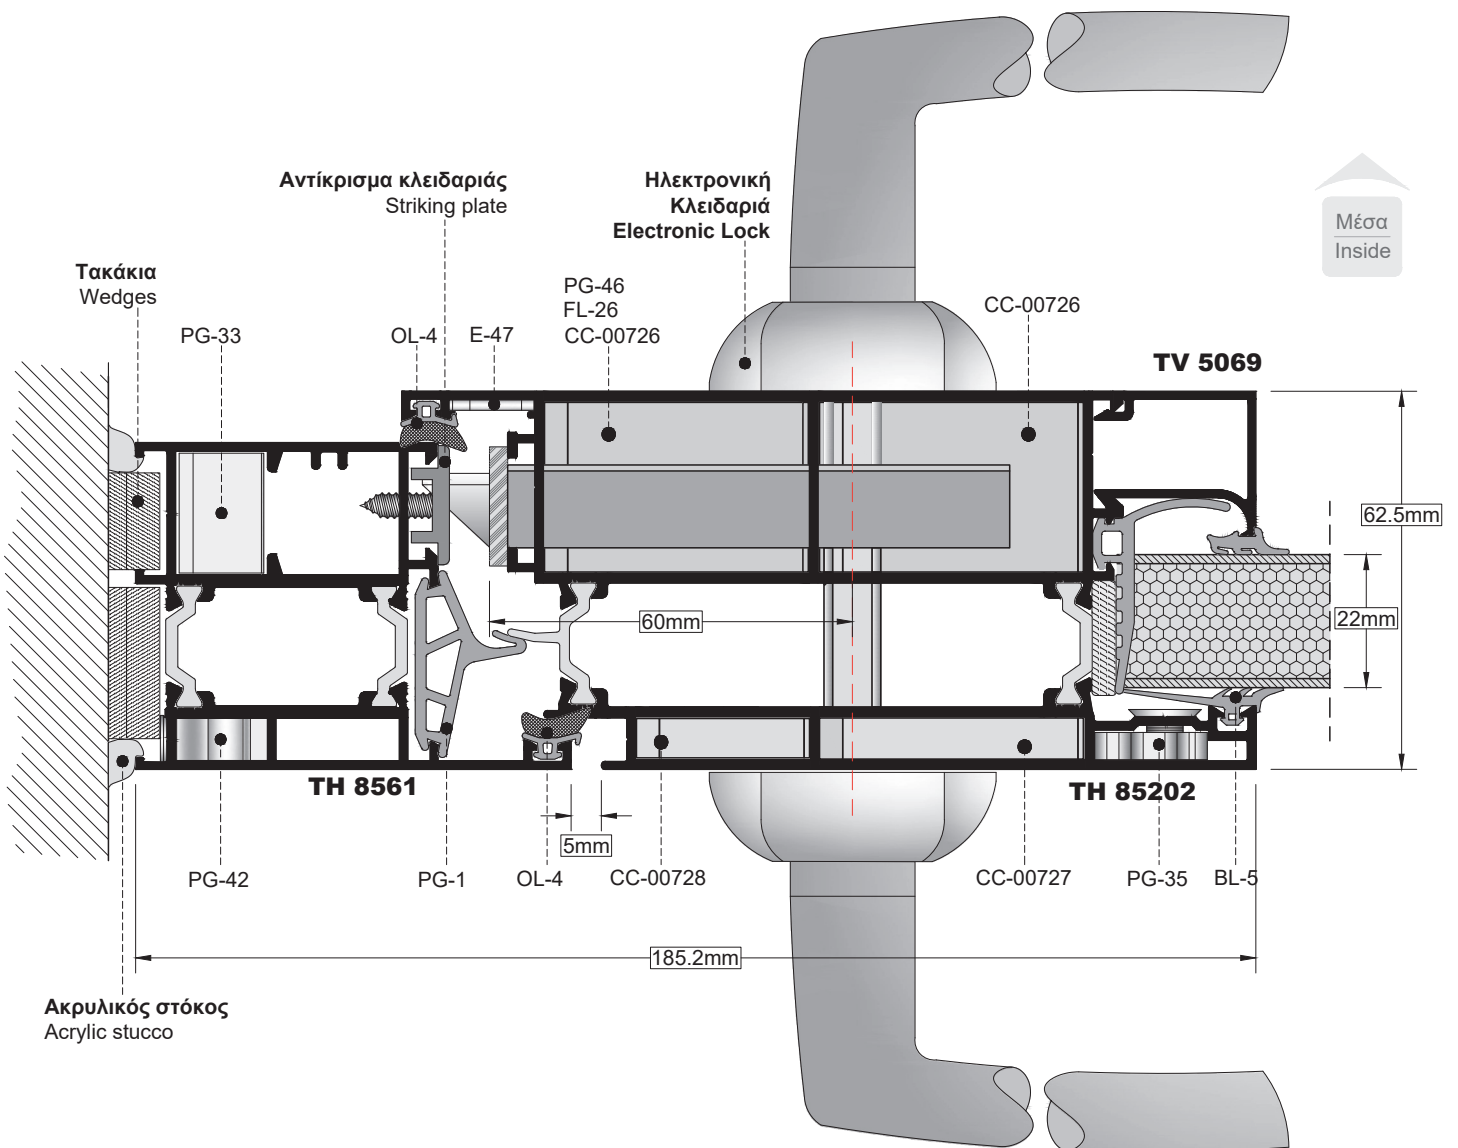 Αντίκρισμα κλειδαριάς
Striking plate
Ηλεκτρονική
Κλειδαριά
Electronic Lock
Μέσα
Inside
Τακάκια
Wedges
PG-33
OL-4
E-47
PG-46
FL-26
CC-00726
CC-00726
TV 5069
62.5mm
60mm
22mm
TH 8561
TH 85202
5mm
PG-42
PG-1
OL-4
CC-00728
CC-00727
PG-35
BL-5
185.2mm
Ακρυλικός στόκος
Acrylic stucco